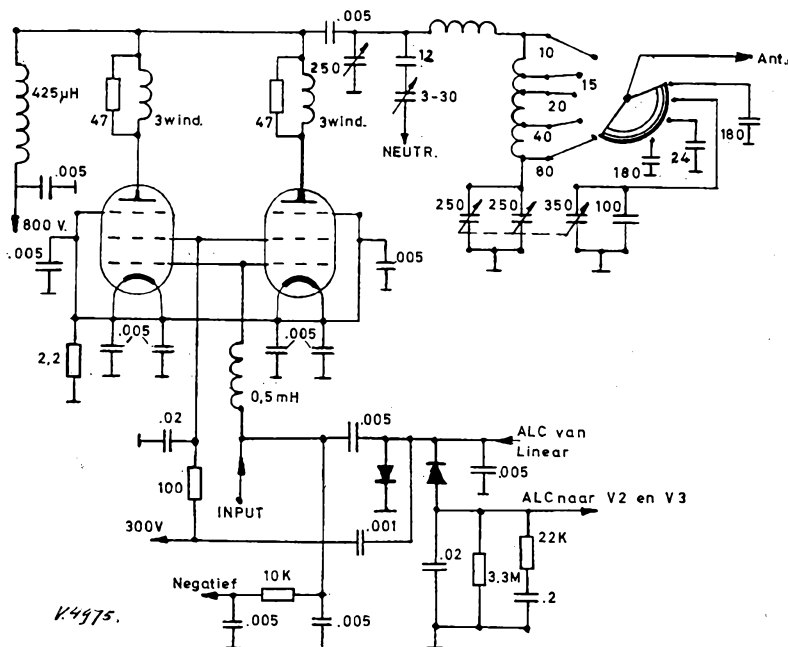 .005
10
Ant.
250
12
15
425µH
47
3wind.
47
3wind.
3-30
20
NEUTR.
40
180
24
80
180
.005
800 V.
250
250
350
100
.005
.005
.005
.005
2,2
0,5mH
.02
.005
ALC van
Linear
.005
100
INPUT
ALC naar V2 en V3
300V
.001
.02
22K
3.3M
Negatief
10K
.2
V.4975.
.005
.005